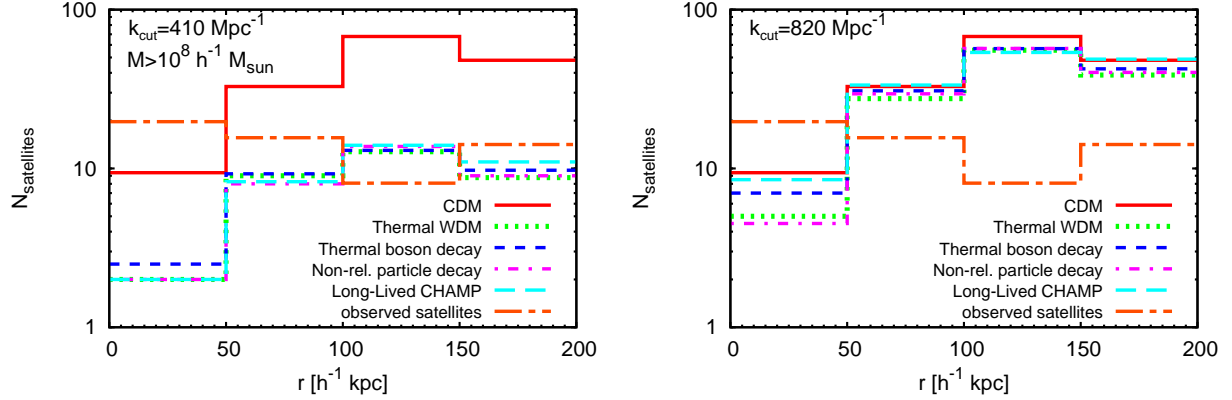 k_cut=410 Mpc^-1
M>10^8 h^-1 M_sun
N_satellites
100
10
1
CDM
Thermal WDM
Thermal boson decay
Non-rel. particle decay
Long-Lived CHAMP
observed satellites
0 50 100 150 200
r [h^-1 kpc]
k_cut=820 Mpc^-1
N_satellites
100
10
1
CDM
Thermal WDM
Thermal boson decay
Non-rel. particle decay
Long-Lived CHAMP
observed satellites
0 50 100 150 200
r [h^-1 kpc]